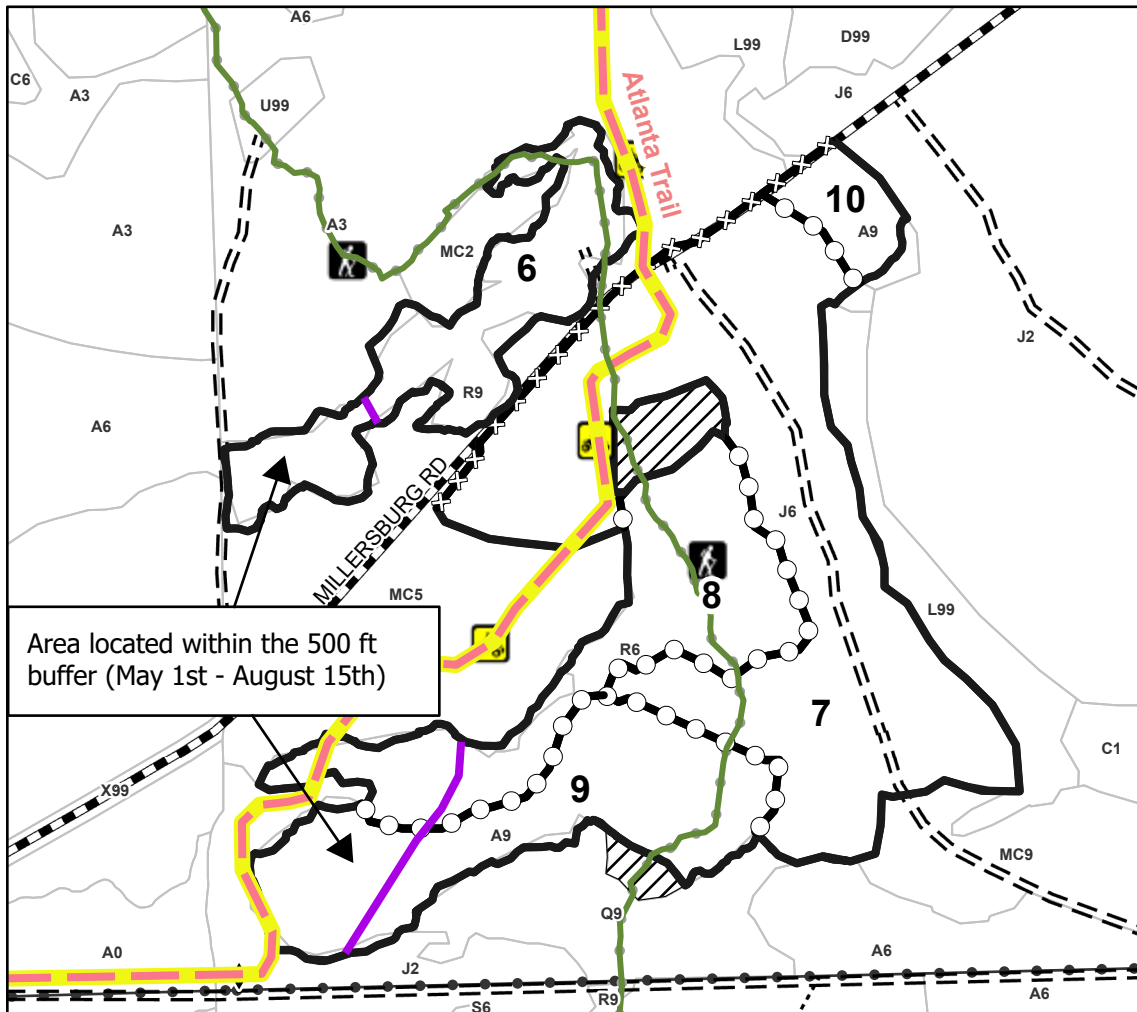 A6
L99
D99
C6
A3
J6
U99
Atlanta Trail
10
A3
A3
A9
MC2
6
J2
R9
A6
MILLERSBURG RD
J6
MC5
8
L99
Area located within the 500 ft
buffer (May 1st - August 15th)
R6
7
C1
X99
9
A9
MC9
Q9
A0
J2
A6
S6
R9
A6